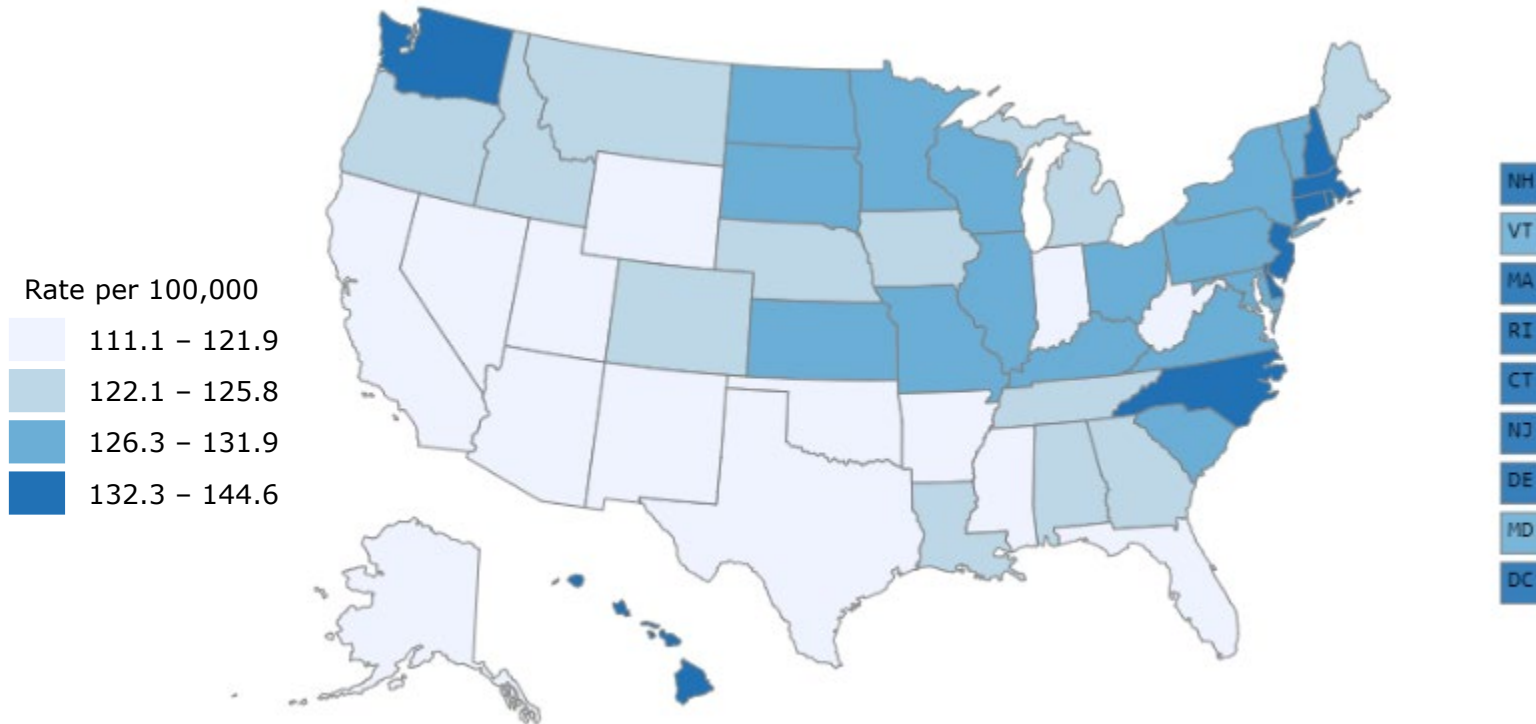 Rate per 100,000
111.1 – 121.9
122.1 – 125.8
126.3 – 131.9
132.3 – 144.6
NH
VT
MA
RI
CT
NJ
DE
MD
DC